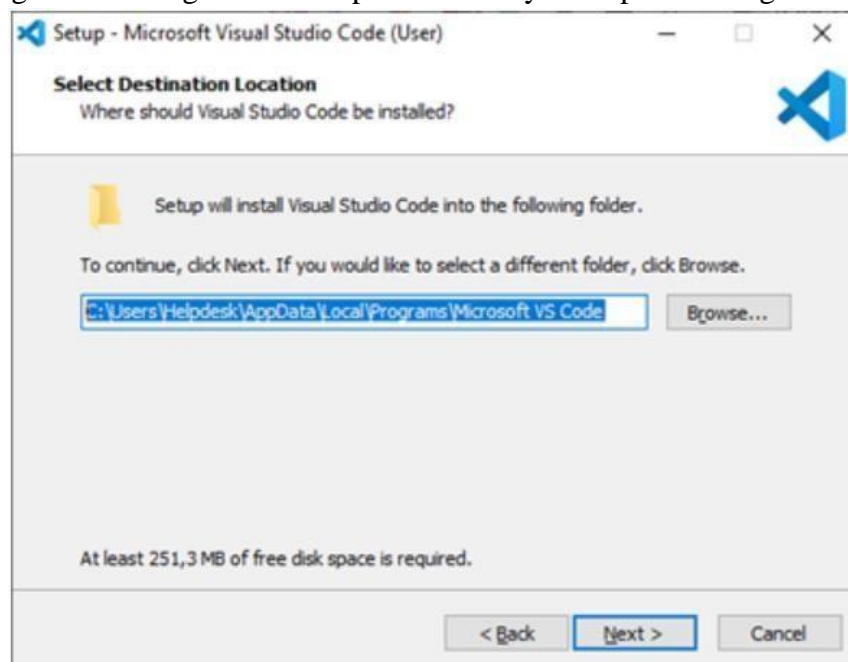 Setup - Microsoft Visual Studio Code (User)
Select Destination Location
Where should Visual Studio Code be installed?
Setup will install Visual Studio Code into the following folder.
To continue, click Next. If you would like to select a different folder, click Browse.
C:\Users\Helpdesk\AppData\Local\Programs\Microsoft VS Code
Browse...
At least 251,3 MB of free disk space is required.
< Back
Next >
Cancel